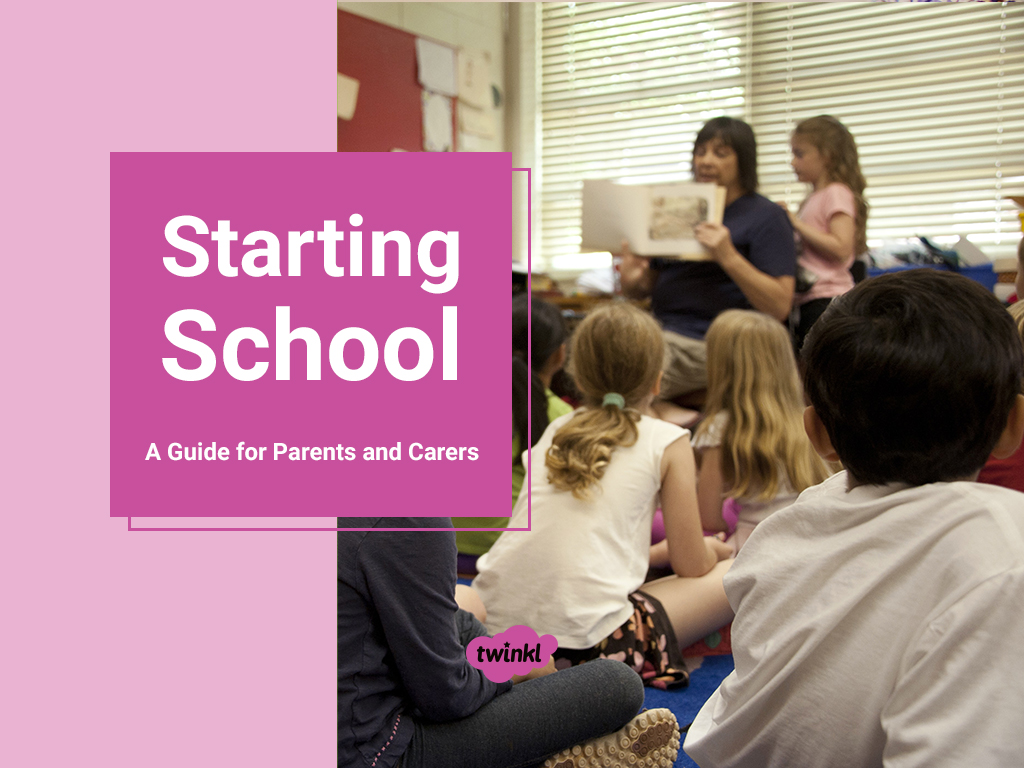 Starting
School
A Guide for Parents and Carers
twinkl